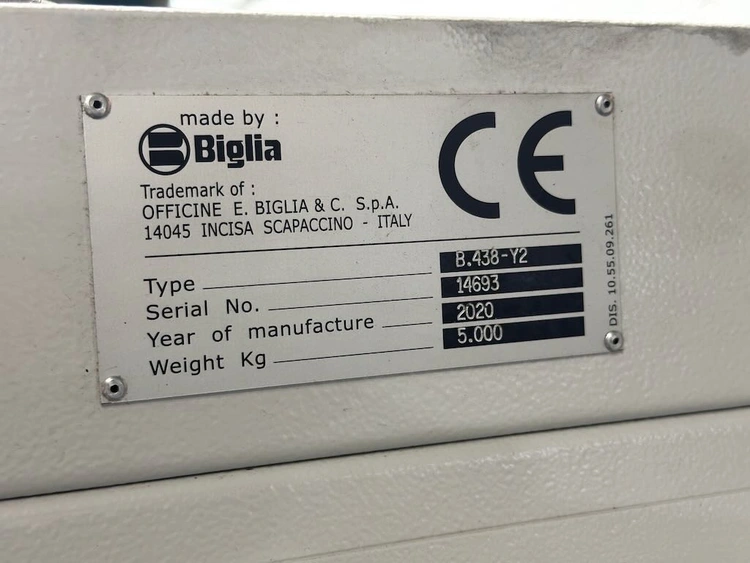 made by :
Biglia
CE
Trademark of :
OFFICINE E. BIGLIA & C. S.p.A.
14045 INCISA SCAPACCINO - ITALY
Type B.438-Y2
Serial No. 14693
Year of manufacture 2020
Weight Kg 5.000
DIS. 10.55.09.261